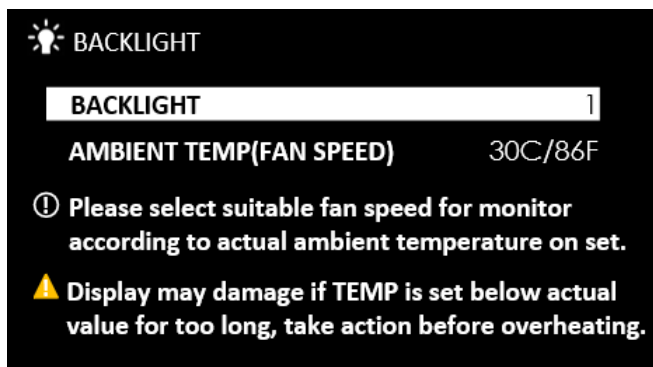 BACKLIGHT
BACKLIGHT 1
AMBIENT TEMP(FAN SPEED) 30C/86F
Please select suitable fan speed for monitor
according to actual ambient temperature on set.
Display may damage if TEMP is set below actual
value for too long, take action before overheating.